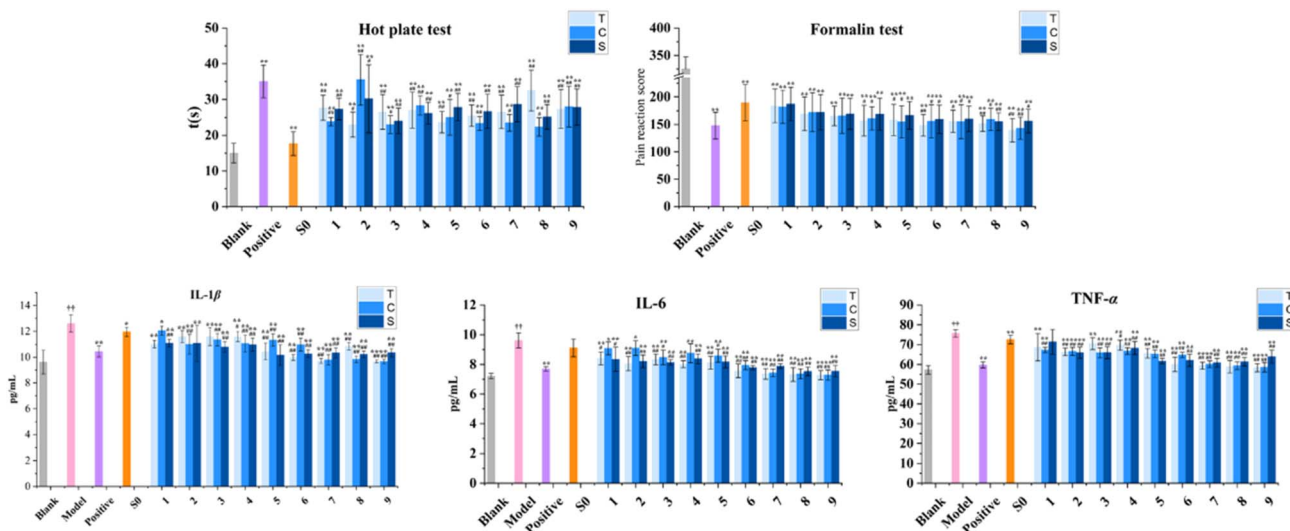 Hot plate test
T
C
S
50
40
30
20
10
0
t(s)
Blank
Positive
S0
1
2
3
4
5
6
7
8
9
Formalin test
T
C
S
400
350
200
150
100
50
0
Pain reaction score
Blank
Positive
S0
1
2
3
4
5
6
7
8
9
IL-1β
T
C
S
16
14
12
10
8
6
4
2
0
pg/mL
Blank
Model
Positive
S0
1
2
3
4
5
6
7
8
9
IL-6
T
C
S
12
10
8
6
4
2
0
pg/mL
Blank
Model
Positive
S0
1
2
3
4
5
6
7
8
9
TNF-α
T
C
S
90
80
70
60
50
40
30
20
10
0
pg/mL
Blank
Model
Positive
S0
1
2
3
4
5
6
7
8
9